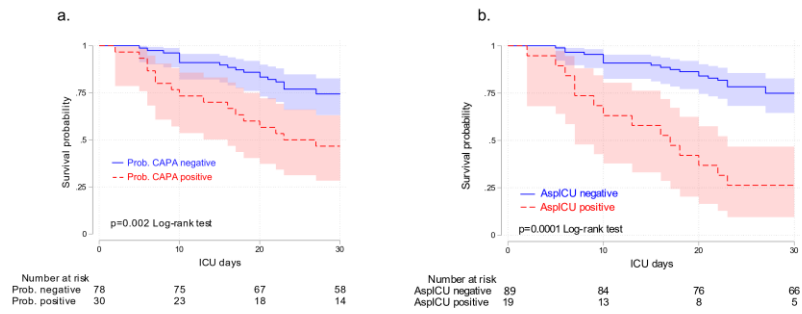 a.
1
.75
.5
.25
0
Survival probability
Prob. CAPA negative
Prob. CAPA positive
p=0.002 Log-rank test
0 10 20 30
ICU days
Number at risk
Prob. negative 78 75 67 58
Prob. positive 30 23 18 14
b.
1
.75
.5
.25
0
Survival probability
AspICU negative
AspICU positive
p=0.0001 Log-rank test
0 10 20 30
ICU days
Number at risk
AspICU negative 89 84 76 66
AspICU positive 19 13 8 5